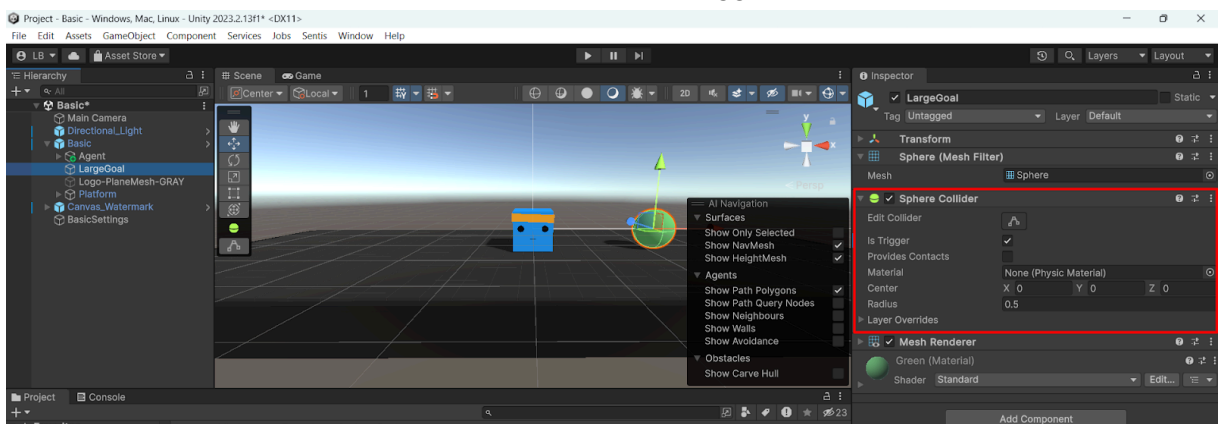 Project - Basic - Windows, Mac, Linux - Unity 2023.2.13f1* <DX11>
File Edit Assets GameObject Component Services Jobs Sentis Window Help
LB Asset Store Layers Layout
Hierarchy
All
Basic*
Main Camera
Directional_Light
Basic
Agent
LargeGoal
Logo-PlaneMesh-GRAY
Platform
Canvas_Watermark
BasicSettings
Scene Game
Center Local 1 2D
y
x
Persp
AI Navigation
Surfaces
Show Only Selected
Show NavMesh
Show HeightMesh
Agents
Show Path Polygons
Show Path Query Nodes
Show Neighbours
Show Walls
Show Avoidance
Obstacles
Show Carve Hull
Inspector
LargeGoal Static
Tag Untagged Layer Default
Transform
Sphere (Mesh Filter)
Mesh Sphere
Sphere Collider
Edit Collider
Is Trigger
Provides Contacts
Material None (Physic Material)
Center X 0 Y 0 Z 0
Radius 0.5
Layer Overrides
Mesh Renderer
Green (Material)
Shader Standard Edit...
Add Component
Project Console
23